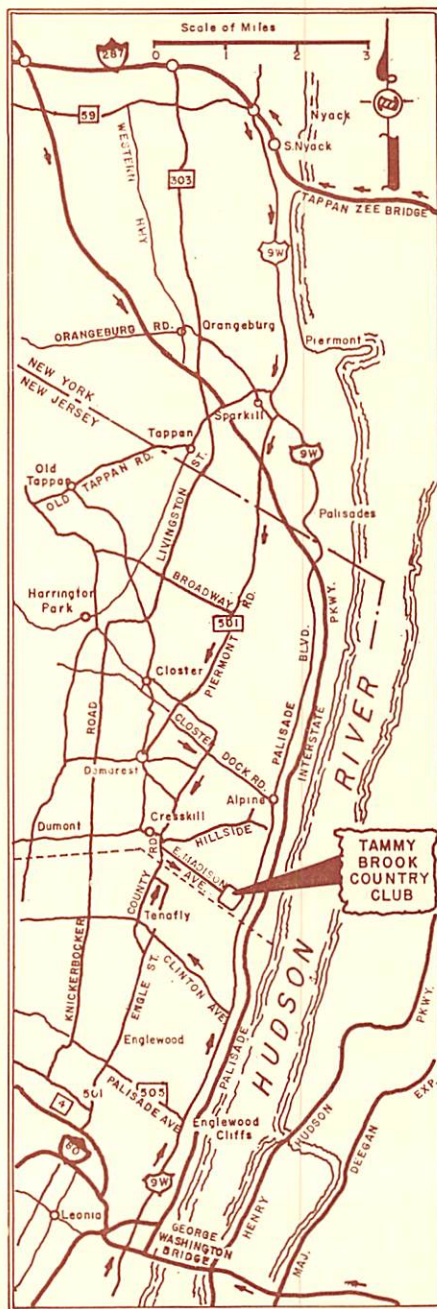 Scale of Miles
0 1 2 3
287
59
Nyack
S.Nyack
WESTERN HWY
303
TAPPAN ZEE BRIDGE
9W
ORANGEBURG RD.
Orangeburg
Piermont
NEW YORK
NEW JERSEY
Sparkill
Tappan
9W
Old Tappan
OLD TAPPAN RD.
LIVINGSTON ST.
Palisades
BROADWAY
Harrington Park
501
PIERMONT RD.
PALISADE BLVD.
INTERSTATE PKWY.
Closter
ROAD
CLOSTER DOCK RD.
RIVER
Demarest
Alpine
Cresskill
HILLSIDE
Dumont
E.MADISON AVE.
TAMMY
BROOK
COUNTRY
CLUB
COUNTY RD.
Tenafly
KNICKERBOCKER
ENGLE ST.
CLINTON AVE.
HUDSON
PKWY.
Englewood
PALISADE
4
501
505
PALISADE AVE.
Englewood
Cliffs
HENRY HUDSON
MAJ. DEEGAN EXP.
80
9W
Leonia
GEORGE
WASHINGTON
BRIDGE